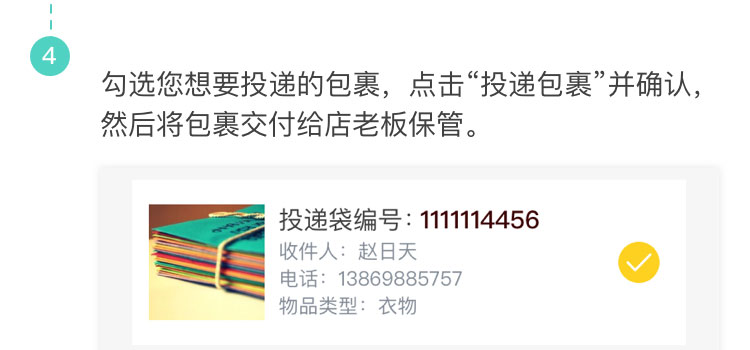 4
勾选您想要投递的包裹，点击“投递包裹”并确认，
然后将包裹交付给店老板保管。
投递袋编号：1111114456
收件人：赵日天
电话：13869885757
物品类型：衣物